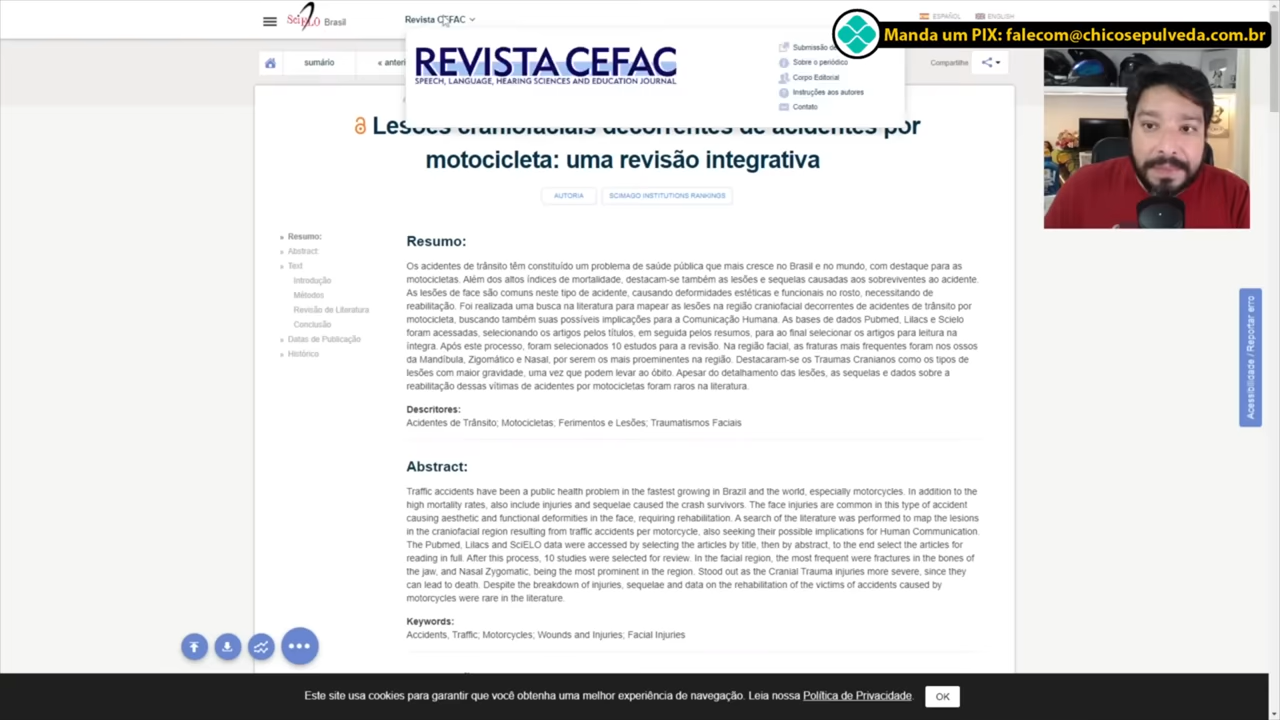 SciELO Brasil
Revista CEFAC
ESPAÑOL ENGLISH
Manda um PIX: falecom@chicosepulveda.com.br
sumário
« anteri
REVISTA CEFAC
SPEECH, LANGUAGE, HEARING SCIENCES AND EDUCATION JOURNAL
Submissão de
Sobre o periódico
Corpo Editorial
Instruções aos autores
Contato
Compartilhe
Lesões craniofaciais decorrentes de acidentes por
motocicleta: uma revisão integrativa
AUTORIA
SCIMAGO INSTITUTIONS RANKINGS
Resumo:
Abstract:
Text
Introdução
Métodos
Revisão de Literatura
Conclusão
Datas de Publicação
Histórico
Resumo:
Os acidentes de trânsito têm constituído um problema de saúde pública que mais cresce no Brasil e no mundo, com destaque para as
motocicletas. Além dos altos índices de mortalidade, destacam-se também as lesões e sequelas causadas aos sobreviventes ao acidente.
As lesões de face são comuns neste tipo de acidente, causando deformidades estéticas e funcionais no rosto, necessitando de
reabilitação. Foi realizada uma busca na literatura para mapear as lesões na região craniofacial decorrentes de acidentes de trânsito por
motocicleta, buscando também suas possíveis implicações para a Comunicação Humana. As bases de dados Pubmed, Lilacs e Scielo
foram acessadas, selecionando os artigos pelos títulos, em seguida pelos resumos, para ao final selecionar os artigos para leitura na
íntegra. Após este processo, foram selecionados 10 estudos para a revisão. Na região facial, as fraturas mais frequentes foram nos ossos
da Mandíbula, Zigomático e Nasal, por serem os mais proeminentes na região. Destacaram-se os Traumas Cranianos como os tipos de
lesões com maior gravidade, uma vez que podem levar ao óbito. Apesar do detalhamento das lesões, as sequelas e dados sobre a
reabilitação dessas vítimas de acidentes por motocicletas foram raros na literatura.
Descritores:
Acidentes de Trânsito; Motocicletas; Ferimentos e Lesões; Traumatismos Faciais
Abstract:
Traffic accidents have been a public health problem in the fastest growing in Brazil and the world, especially motorcycles. In addition to the
high mortality rates, also include injuries and sequelae caused the crash survivors. The face injuries are common in this type of accident
causing aesthetic and functional deformities in the face, requiring rehabilitation. A search of the literature was performed to map the lesions
in the craniofacial region resulting from traffic accidents per motorcycle, also seeking their possible implications for Human Communication.
The Pubmed, Lilacs and SciELO data were accessed by selecting the articles by title, then by abstract, to the end select the articles for
reading in full. After this process, 10 studies were selected for review. In the facial region, the most frequent were fractures in the bones of
the jaw, and Nasal Zygomatic, being the most prominent in the region. Stood out as the Cranial Trauma injuries more severe, since they
can lead to death. Despite the breakdown of injuries, sequelae and data on the rehabilitation of the victims of accidents caused by
motorcycles were rare in the literature.
Keywords:
Accidents, Traffic; Motorcycles; Wounds and Injuries; Facial Injuries
Acessibilidade / Reportar erro
Este site usa cookies para garantir que você obtenha uma melhor experiência de navegação. Leia nossa Política de Privacidade.
OK